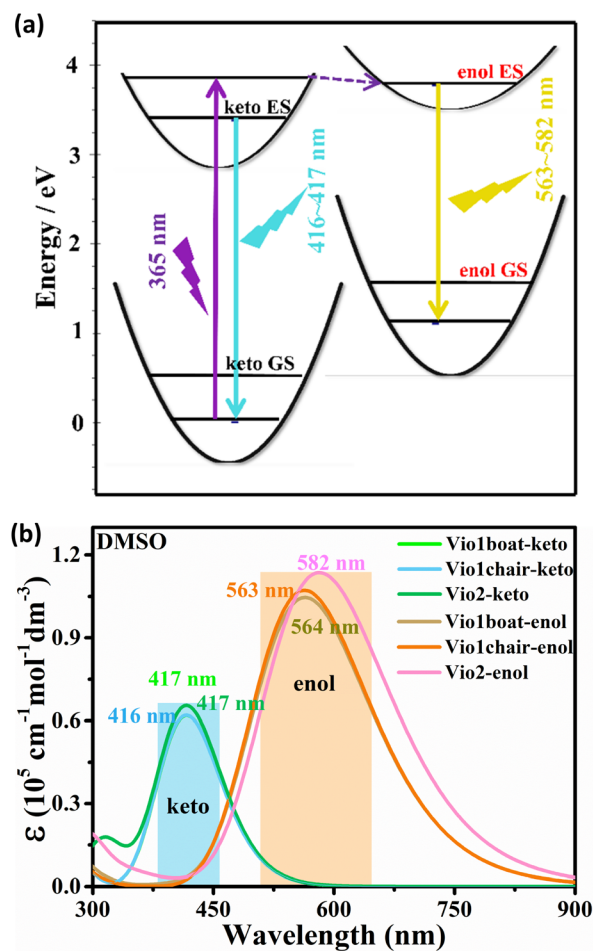 (a)
4
3
2
1
0
Energy / eV
keto ES
enol ES
365 nm
416~417 nm
563~582 nm
enol GS
keto GS
(b)
DMSO
1.2
0.9
0.6
0.3
0.0
ε (10⁵ cm⁻¹mol⁻¹dm⁻³)
582 nm
563 nm
564 nm
enol
417 nm
416 nm
417 nm
keto
Vio1boat-keto
Vio1chair-keto
Vio2-keto
Vio1boat-enol
Vio1chair-enol
Vio2-enol
300 450 600 750 900
Wavelength (nm)